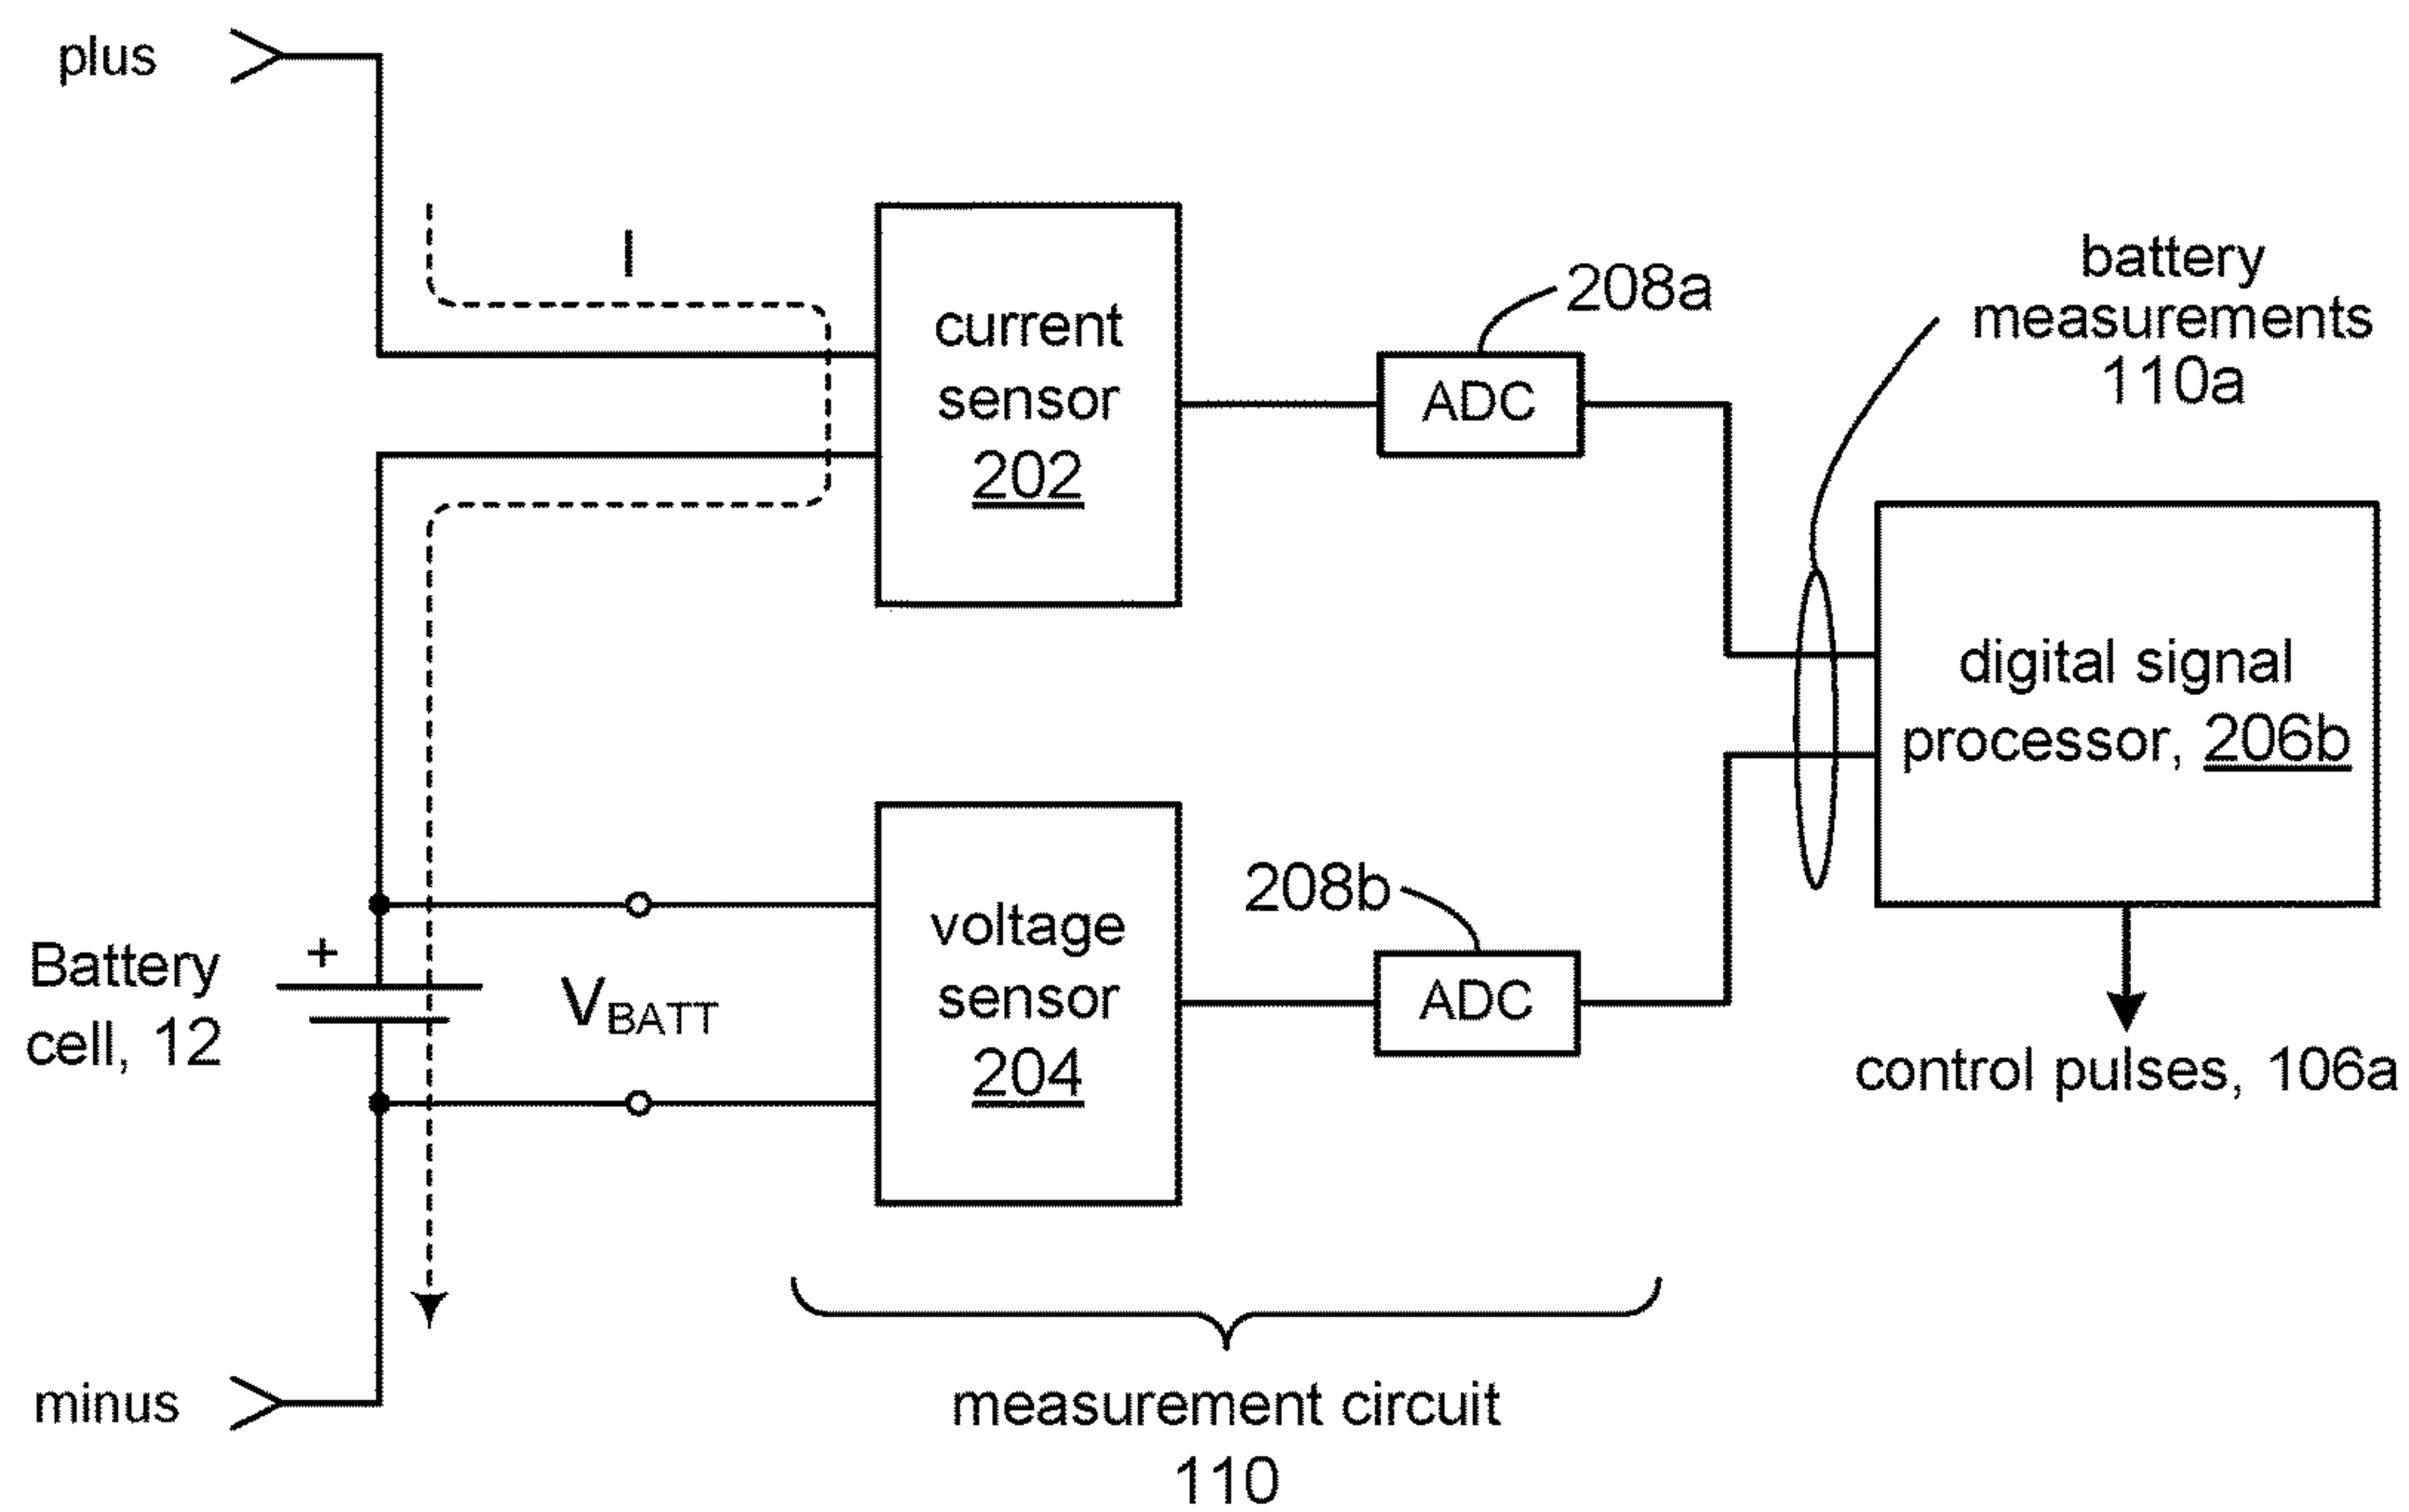 plus
I
current
sensor
202
208a
ADC
battery
measurements
110a
digital signal
processor, 206b
208b
ADC
voltage
sensor
204
+
Battery
cell, 12
VBATT
control pulses, 106a
minus
measurement circuit
110